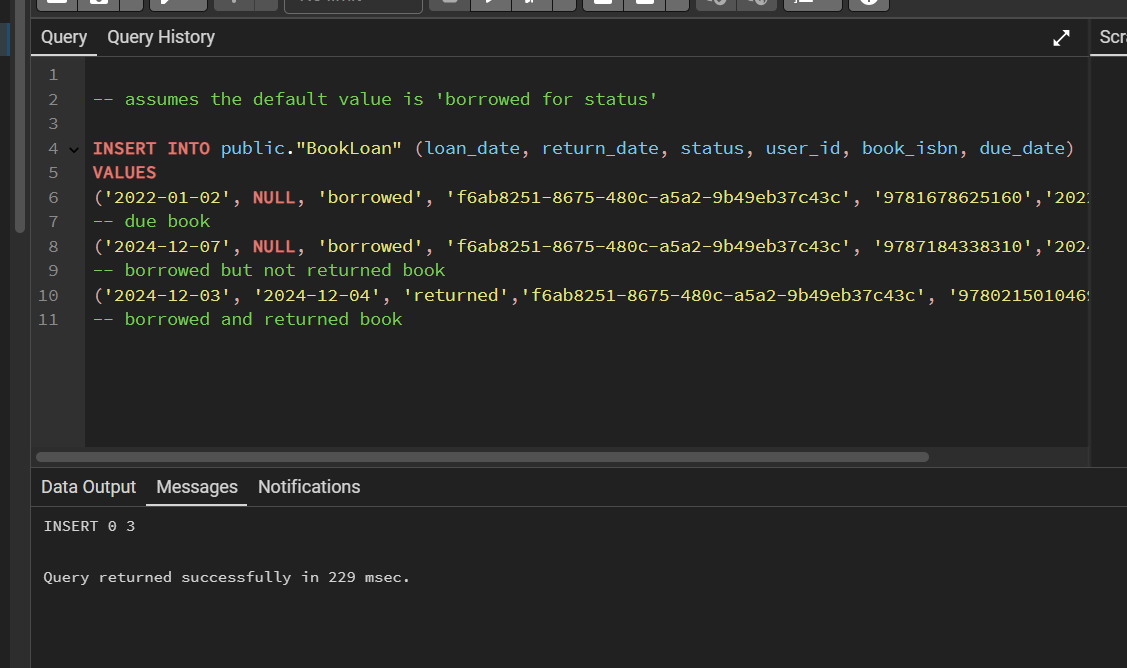 Query Query History
Scra
1
2 -- assumes the default value is 'borrowed for status'
3
4 INSERT INTO public."BookLoan" (loan_date, return_date, status, user_id, book_isbn, due_date)
5 VALUES
6 ('2022-01-02', NULL, 'borrowed', 'f6ab8251-8675-480c-a5a2-9b49eb37c43c', '9781678625160','202
7 -- due book
8 ('2024-12-07', NULL, 'borrowed', 'f6ab8251-8675-480c-a5a2-9b49eb37c43c', '9787184338310','202
9 -- borrowed but not returned book
10 ('2024-12-03', '2024-12-04', 'returned','f6ab8251-8675-480c-a5a2-9b49eb37c43c', '978021501046
11 -- borrowed and returned book
Data Output Messages Notifications
INSERT 0 3
Query returned successfully in 229 msec.